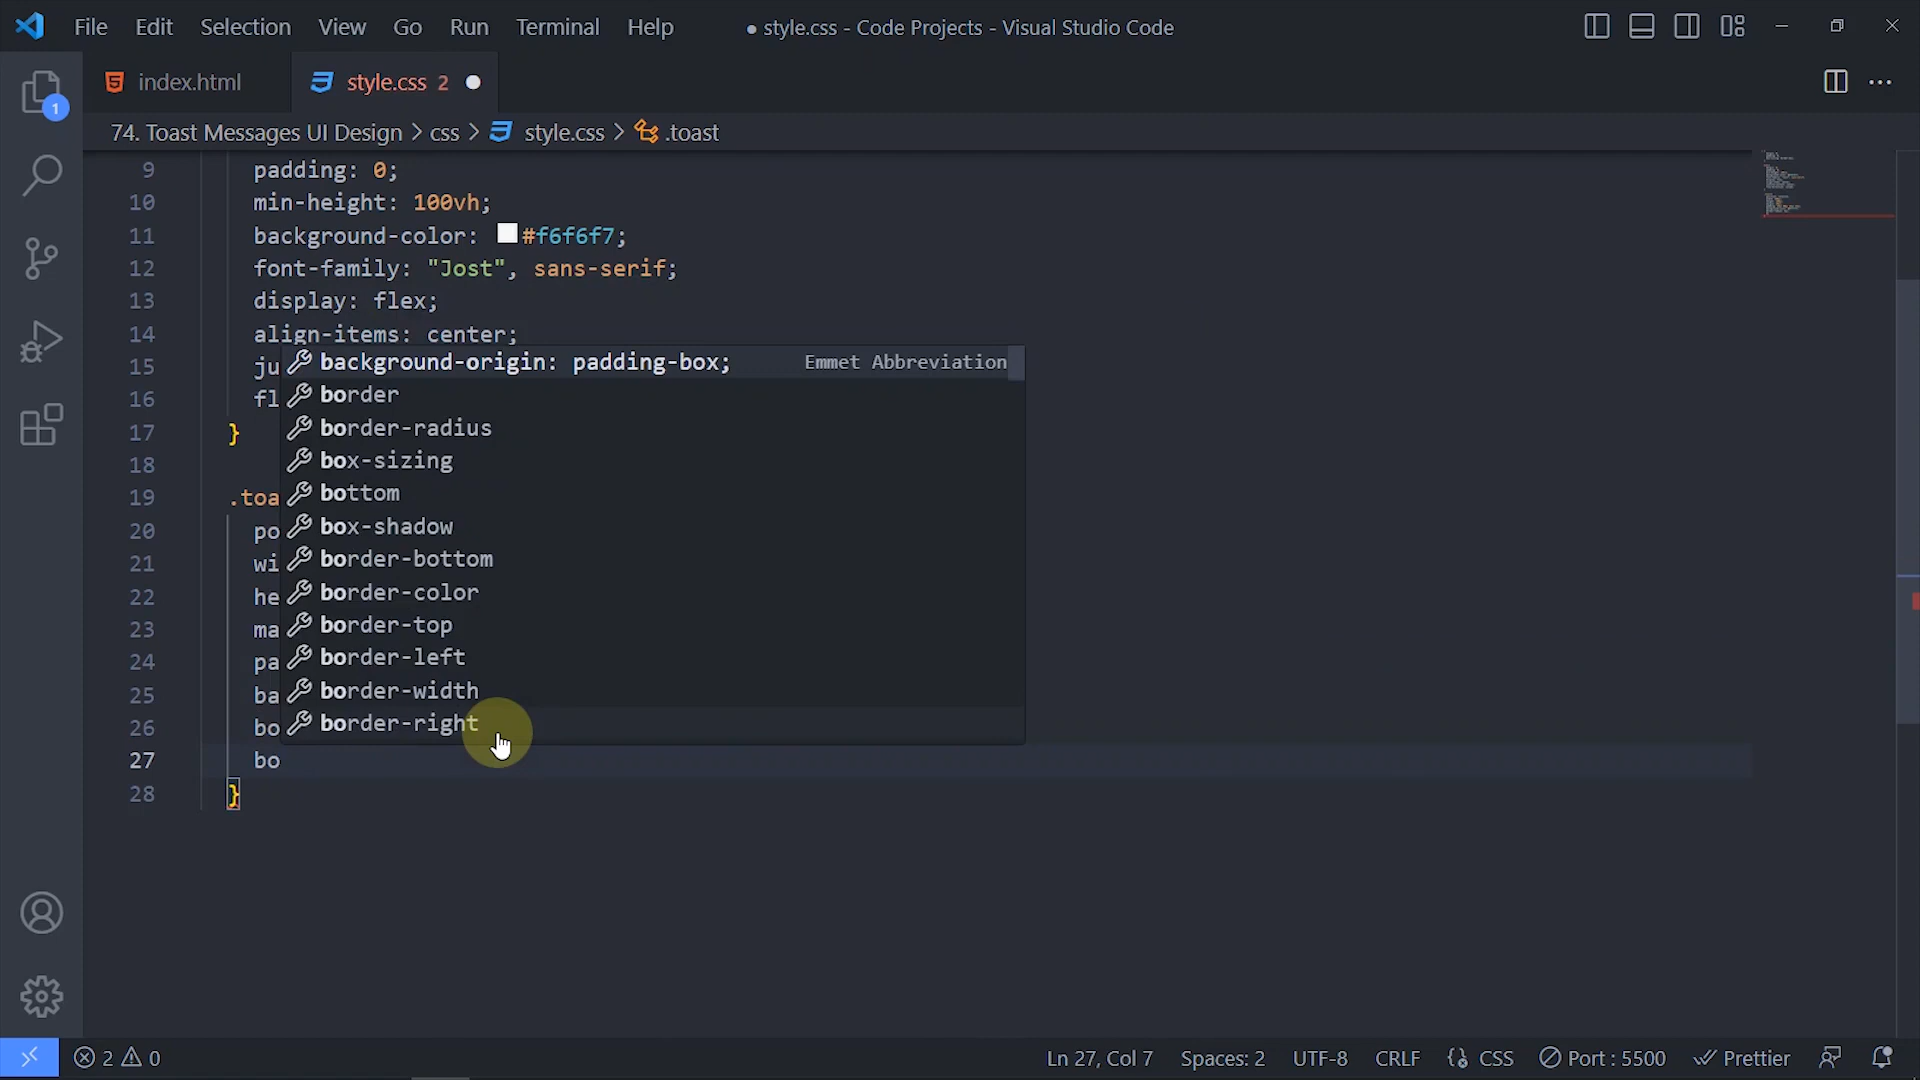 File Edit Selection View Go Run Terminal Help ● style.css - Code Projects - Visual Studio Code
index.html style.css 2
74. Toast Messages UI Design > css > style.css > .toast
1
9 padding: 0;
10 min-height: 100vh;
11 background-color: #f6f6f7;
12 font-family: "Jost", sans-serif;
13 display: flex;
14 align-items: center;
15 ju
16 fl
17 }
18
19 .toa
20 po
21 wi
22 he
23 ma
24 pa
25 ba
26 bo
27 bo
28 }
background-origin: padding-box; Emmet Abbreviation
border
border-radius
box-sizing
bottom
box-shadow
border-bottom
border-color
border-top
border-left
border-width
border-right
2 0 Ln 27, Col 7 Spaces: 2 UTF-8 CRLF CSS Port : 5500 Prettier